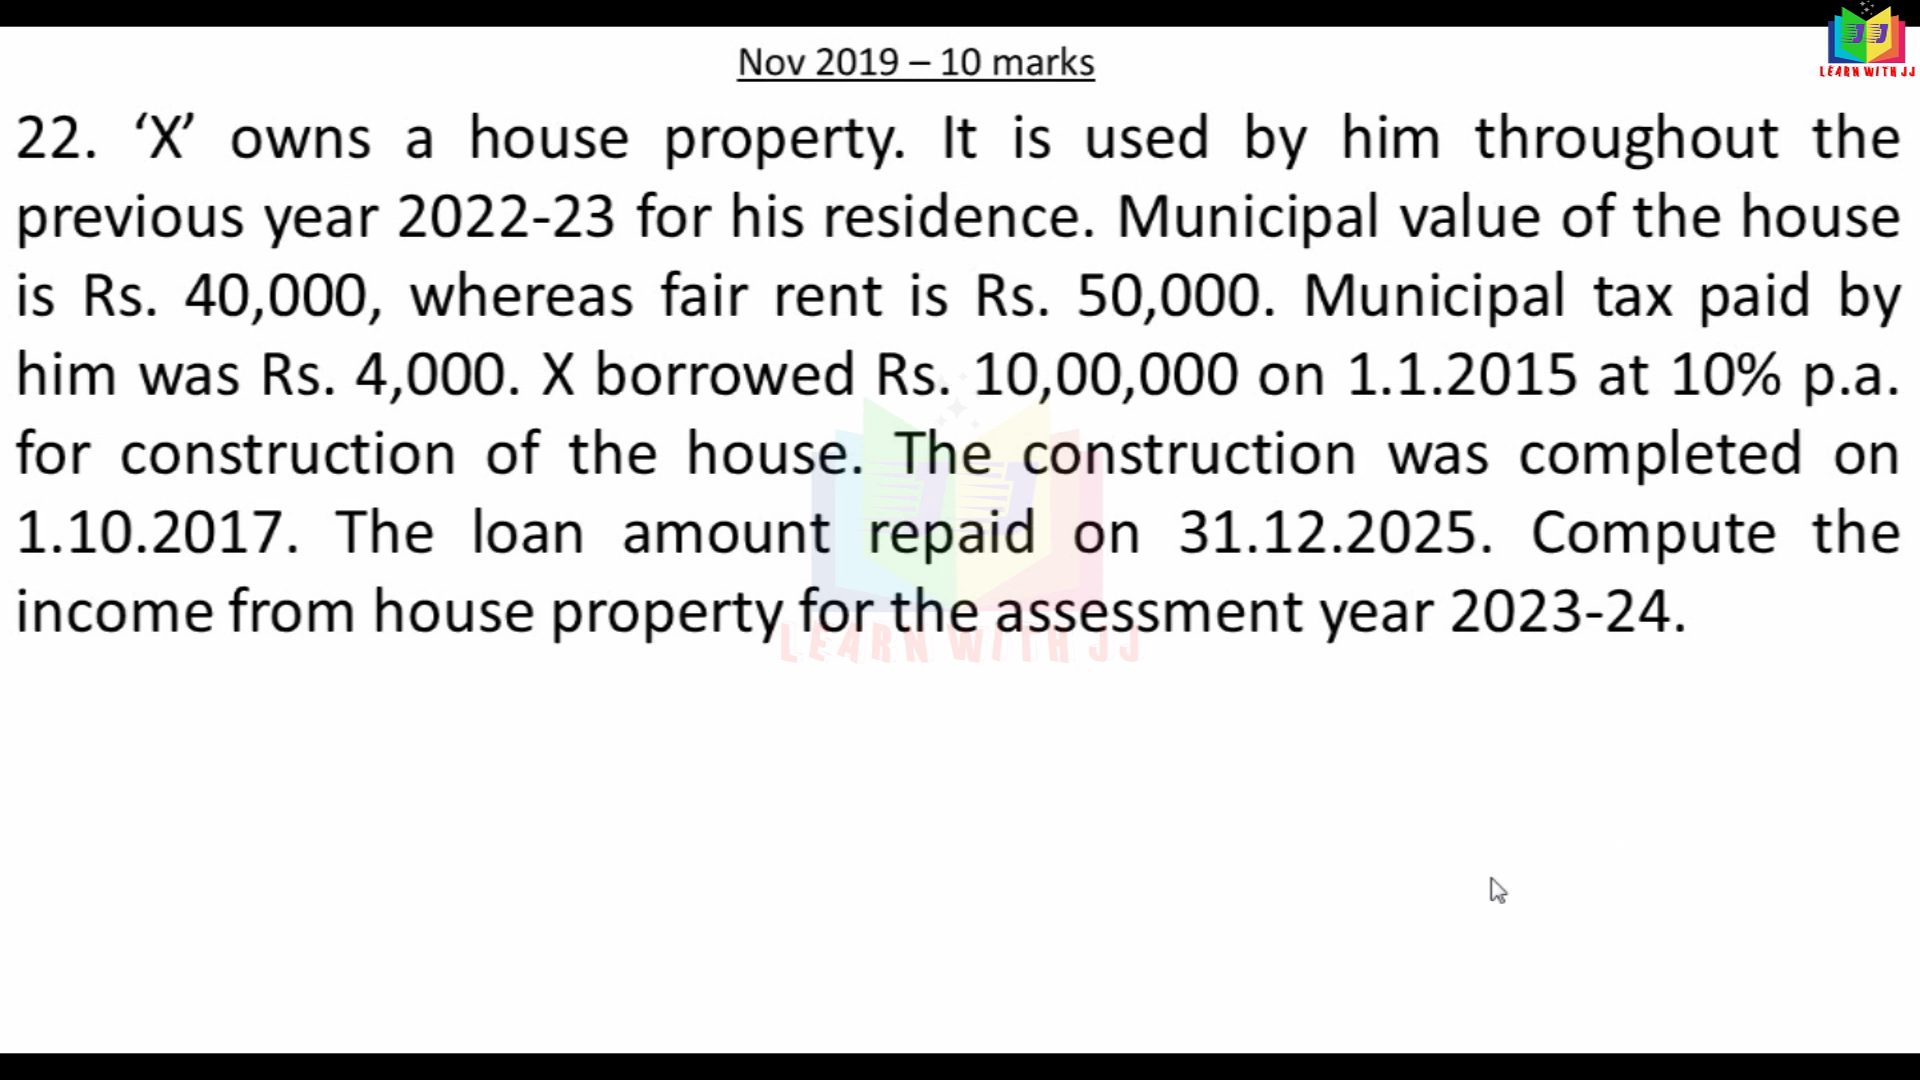 LEARN WITH JJ
Nov 2019 – 10 marks
22. ‘X’ owns a house property. It is used by him throughout the
previous year 2022-23 for his residence. Municipal value of the house
is Rs. 40,000, whereas fair rent is Rs. 50,000. Municipal tax paid by
him was Rs. 4,000. X borrowed Rs. 10,00,000 on 1.1.2015 at 10% p.a.
for construction of the house. The construction was completed on
1.10.2017. The loan amount repaid on 31.12.2025. Compute the
income from house property for the assessment year 2023-24.
LEARN WITH JJ